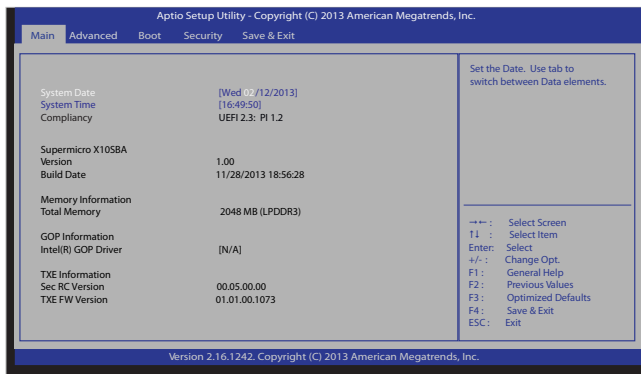 Aptio Setup Utility - Copyright (C) 2013 American Megatrends, Inc.
Main Advanced Boot Security Save & Exit
System Date [Wed 02/12/2013]
System Time [16:49:50]
Compliancy UEFI 2.3: PI 1.2
Supermicro X10SBA
Version 1.00
Build Date 11/28/2013 18:56:28
Memory Information
Total Memory 2048 MB (LPDDR3)
GOP Information
Intel(R) GOP Driver [N/A]
TXE Information
Sec RC Version 00.05.00.00
TXE FW Version 01.01.00.1073
Set the Date. Use tab to
switch between Data elements.
→← : Select Screen
↑↓ : Select Item
Enter: Select
+/- : Change Opt.
F1 : General Help
F2 : Previous Values
F3 : Optimized Defaults
F4 : Save & Exit
ESC : Exit
Version 2.16.1242. Copyright (C) 2013 American Megatrends, Inc.